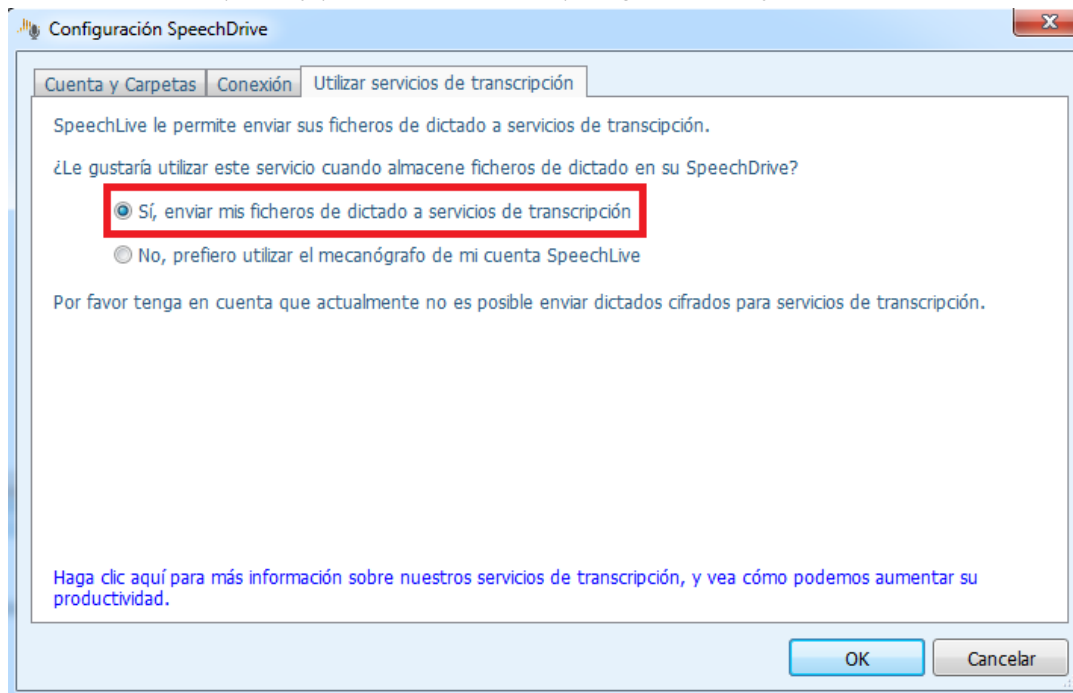 Configuración SpeechDrive
Cuenta y Carpetas Conexión Utilizar servicios de transcripción
SpeechLive le permite enviar sus ficheros de dictado a servicios de transcipción.
¿Le gustaría utilizar este servicio cuando almacene ficheros de dictado en su SpeechDrive?
Sí, enviar mis ficheros de dictado a servicios de transcripción
No, prefiero utilizar el mecanógrafo de mi cuenta SpeechLive
Por favor tenga en cuenta que actualmente no es posible enviar dictados cifrados para servicios de transcripción.
Haga clic aquí para más información sobre nuestros servicios de transcripción, y vea cómo podemos aumentar su
productividad.
OK Cancelar